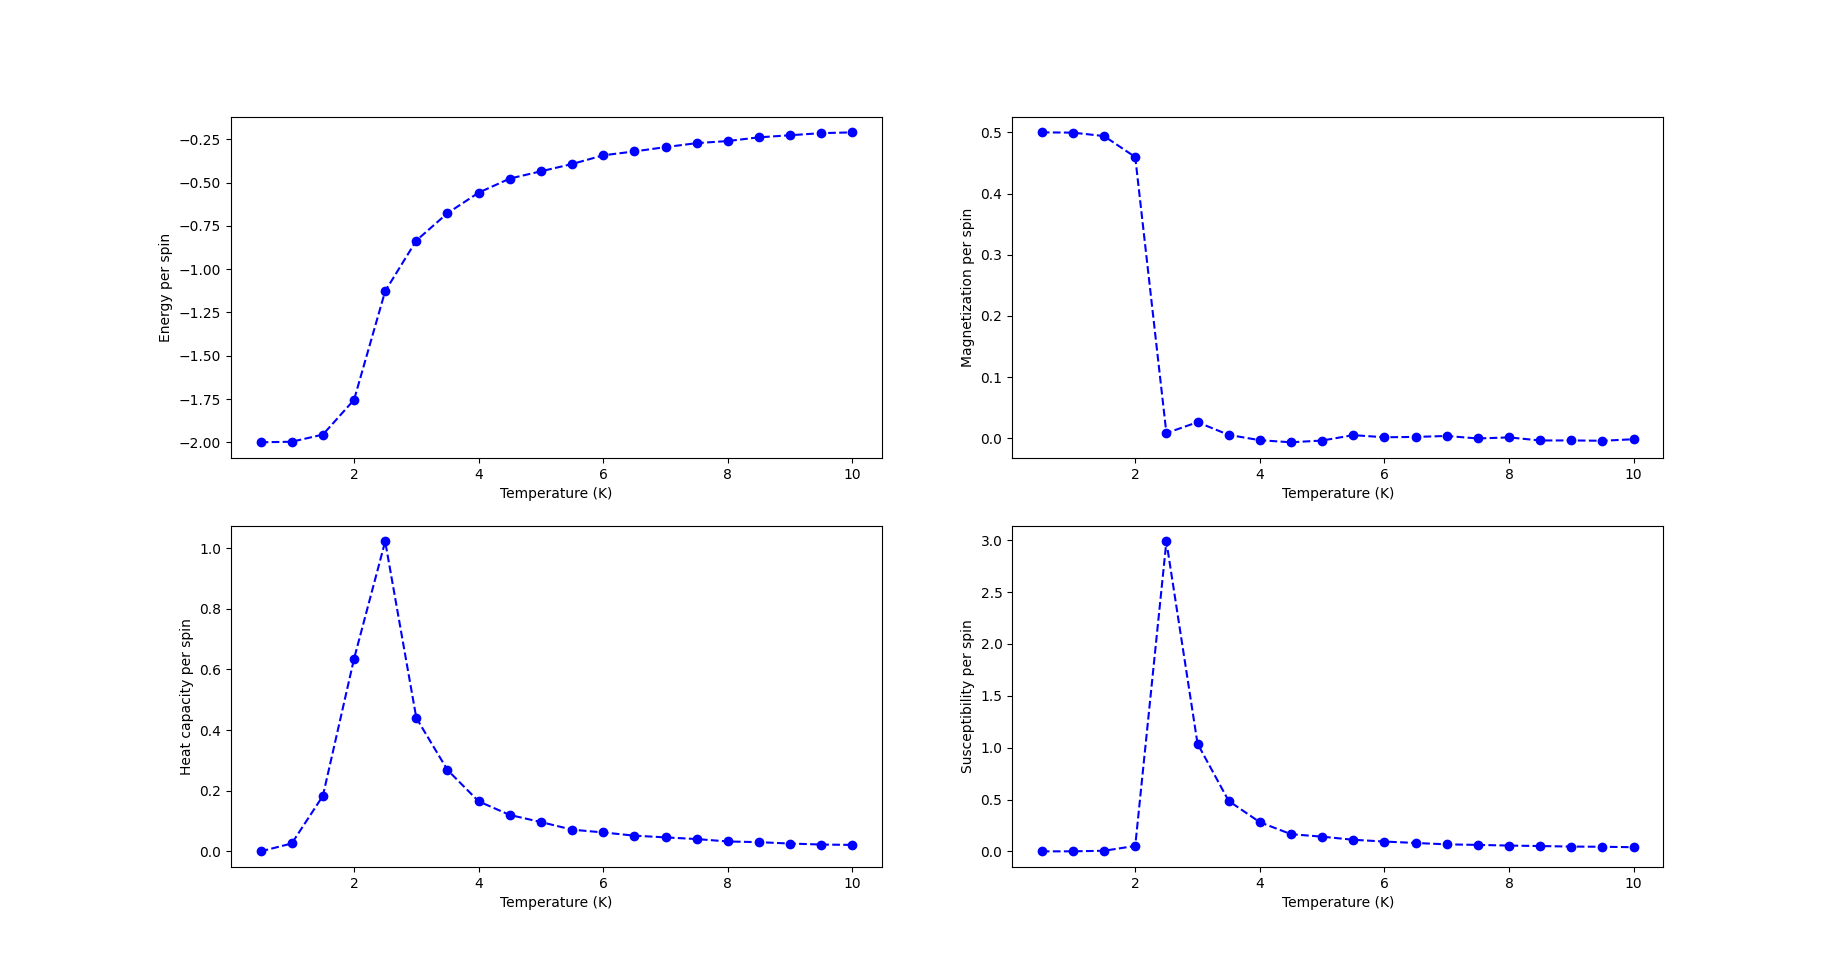 Energy per spin
−0.25
−0.50
−0.75
−1.00
−1.25
−1.50
−1.75
−2.00
2 4 6 8 10
Temperature (K)
Magnetization per spin
0.5
0.4
0.3
0.2
0.1
0.0
2 4 6 8 10
Temperature (K)
Heat capacity per spin
1.0
0.8
0.6
0.4
0.2
0.0
2 4 6 8 10
Temperature (K)
Susceptibility per spin
3.0
2.5
2.0
1.5
1.0
0.5
0.0
2 4 6 8 10
Temperature (K)